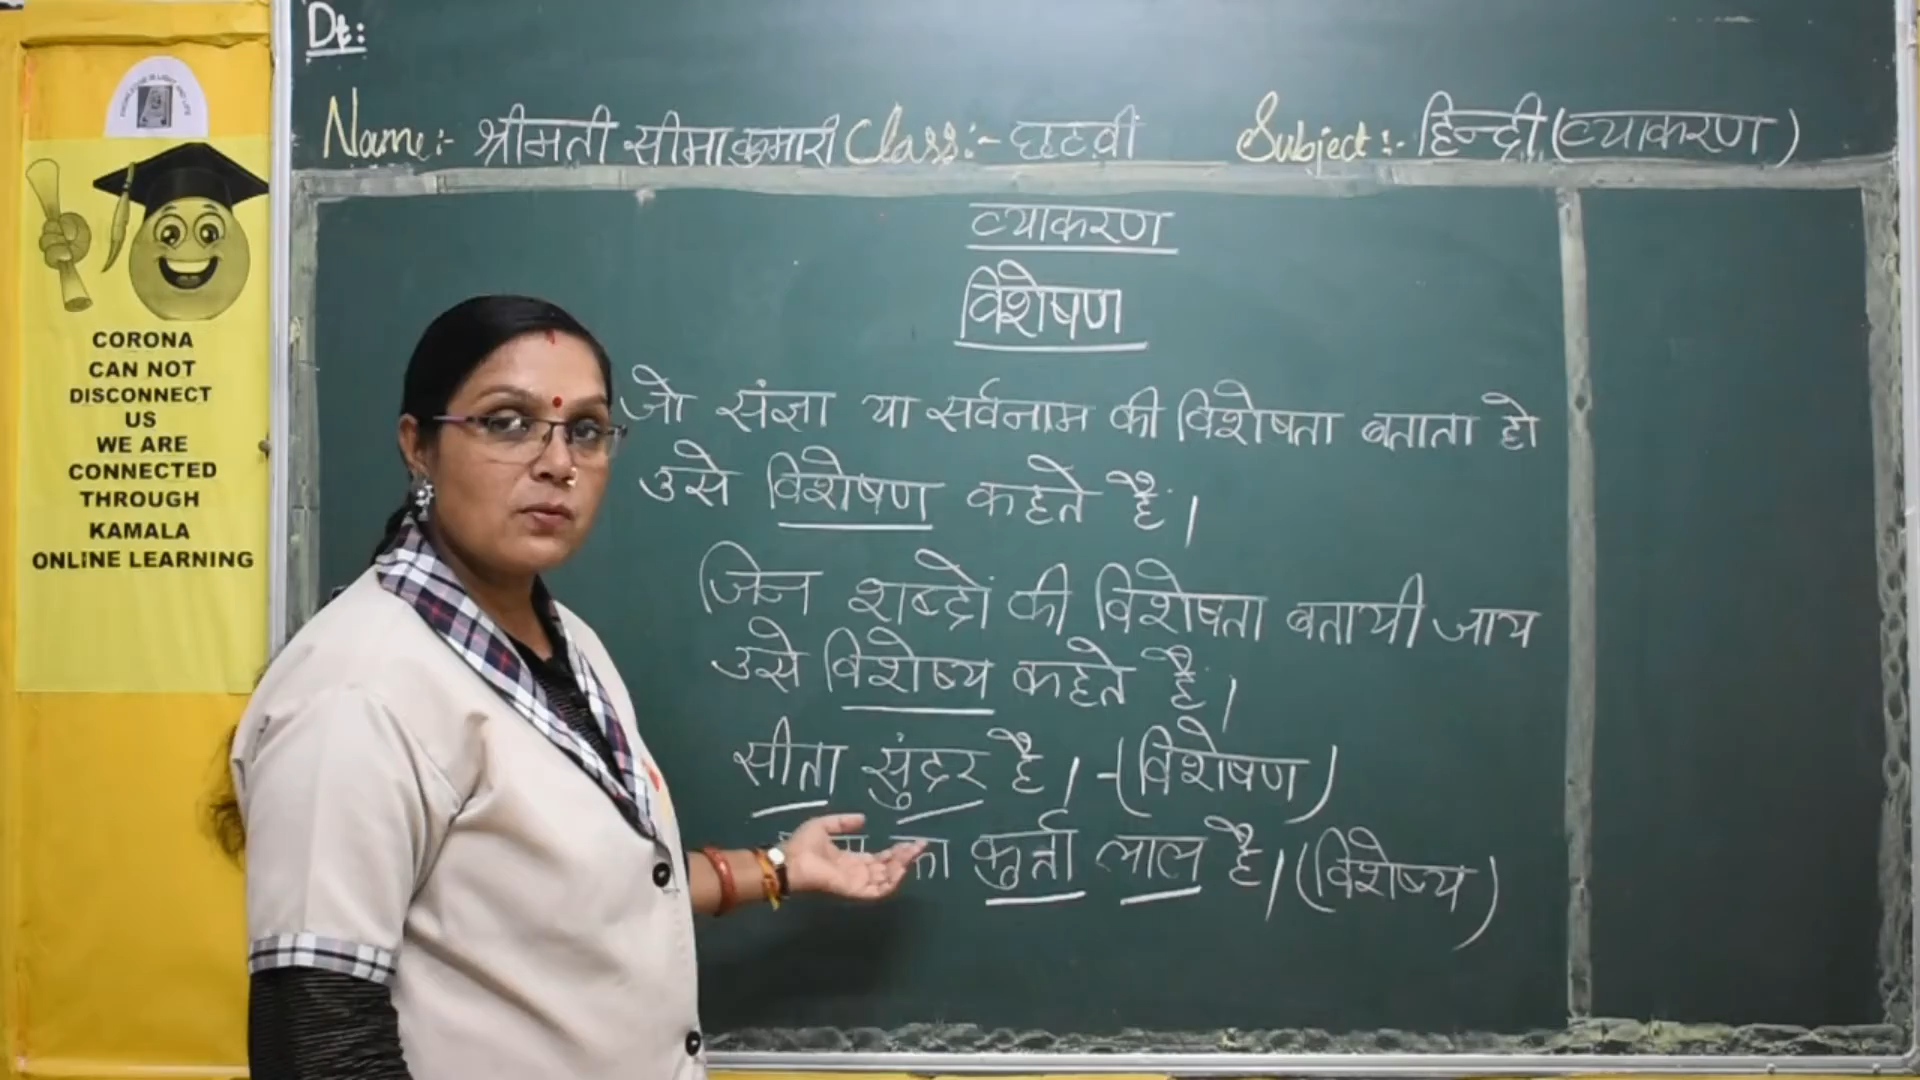 Dt:
Name:- श्रीमती सीमा कुमारी Class:- छठवी Subject:- हिन्दी (व्याकरण)
व्याकरण
विशेषण
जो संज्ञा या सर्वनाम की विशेषता बताता हो
उसे विशेषण कहते हैं।
जिन शब्दों की विशेषता बतायी जाय
उसे विशेष्य कहते हैं।
सीता सुंदर है। -(विशेषण)
का कुर्ता लाल है। (विशेष्य)
CORONA
CAN NOT
DISCONNECT
US
WE ARE
CONNECTED
THROUGH
KAMALA
ONLINE LEARNING